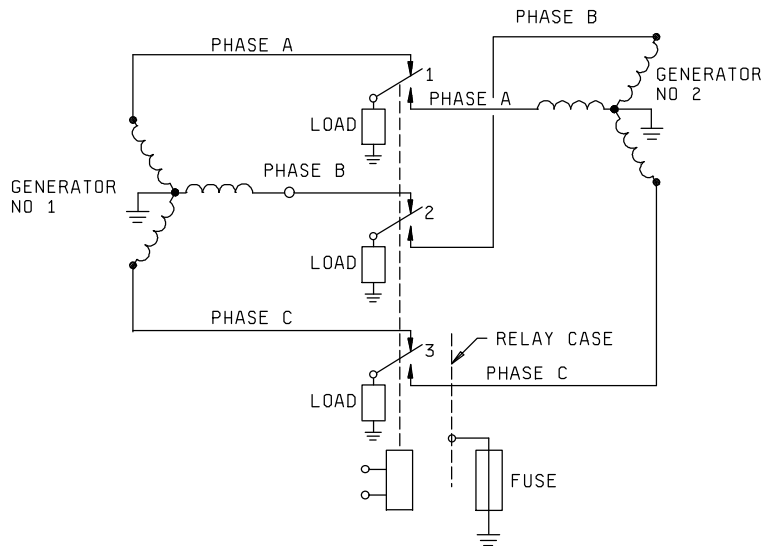 PHASE B
PHASE A
GENERATOR
NO 2
1
PHASE A
LOAD
PHASE B
GENERATOR
NO 1
2
LOAD
PHASE C
3
RELAY CASE
PHASE C
LOAD
FUSE